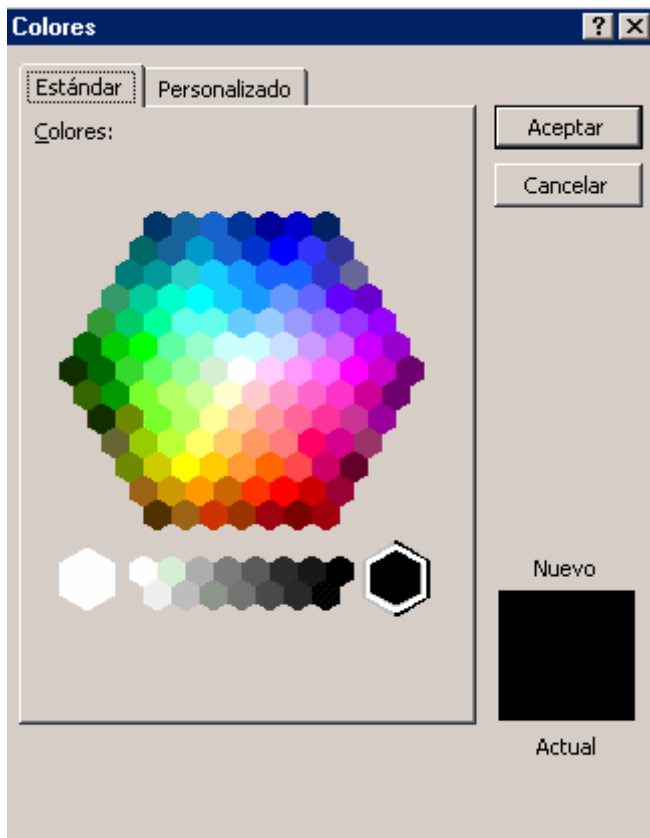 Colores
Estándar
Personalizado
Colores:
Aceptar
Cancelar
Nuevo
Actual